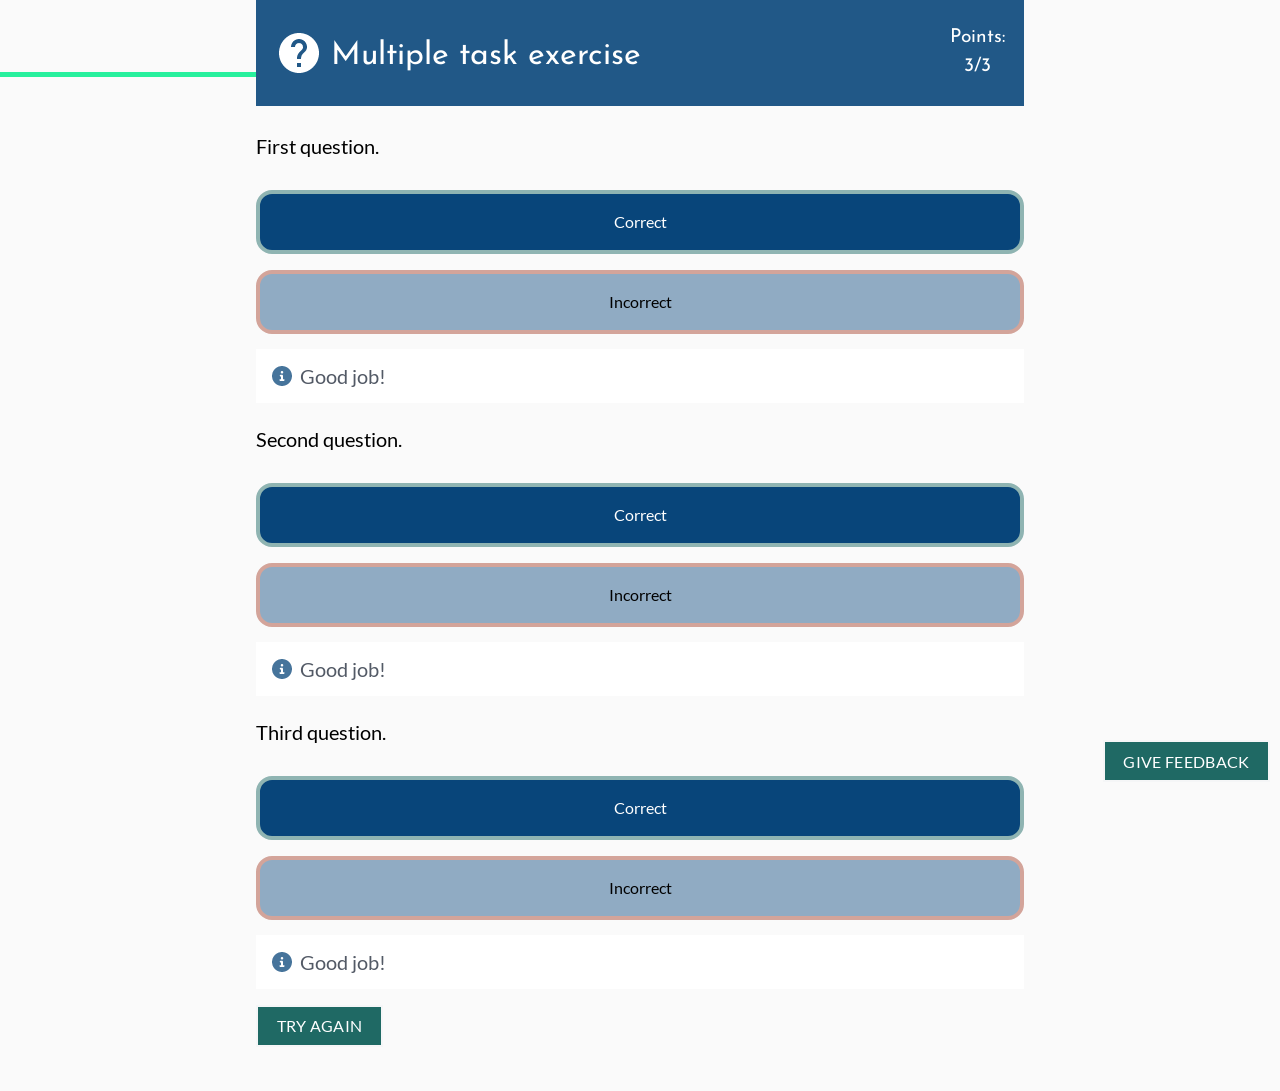 Multiple task exercise
Points:
3/3
First question.
Correct
Incorrect
Good job!
Second question.
Correct
Incorrect
Good job!
Third question.
GIVE FEEDBACK
Correct
Incorrect
Good job!
TRY AGAIN